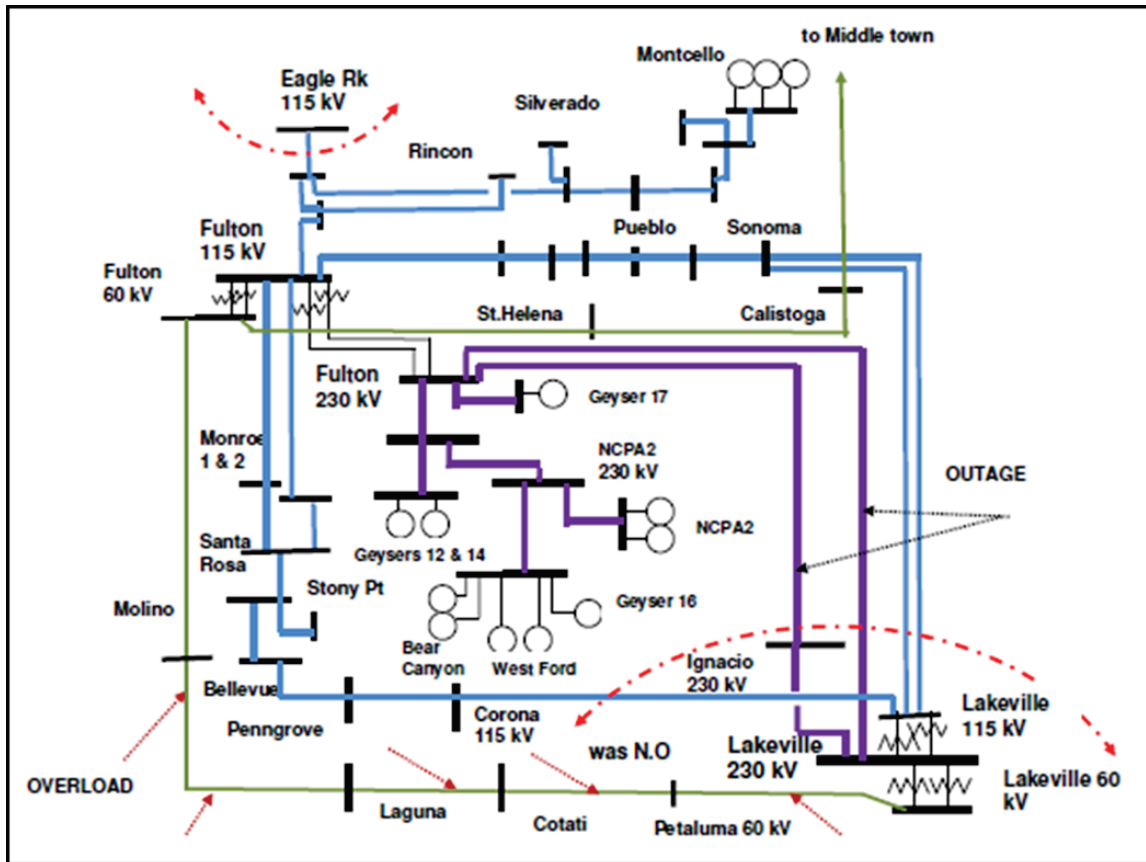 to Middle town
Montcello
Eagle Rk
115 kV
Silverado
Rincon
Fulton
115 kV
Pueblo
Sonoma
Fulton
60 kV
St.Helena
Calistoga
Fulton
230 kV
Geyser 17
Monroe
1 & 2
NCPA2
230 kV
OUTAGE
NCPA2
Santa
Rosa
Geysers 12 & 14
Stony Pt
Molino
Geyser 16
Bear
Canyon
West Ford
Ignacio
230 kV
Bellevue
Penngrove
Corona
115 kV
Lakeville
115 kV
was N.O
Lakeville
230 kV
OVERLOAD
Lakeville 60
kV
Laguna
Cotati
Petaluma 60 kV